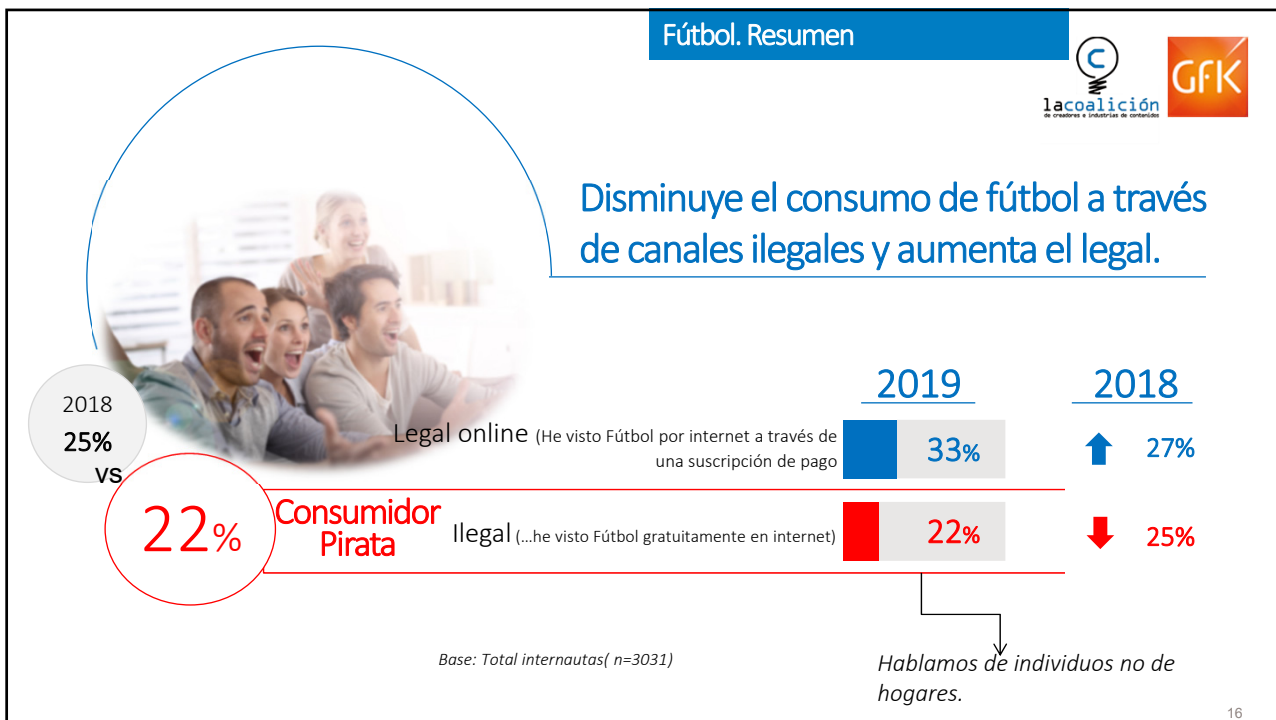 Fútbol. Resumen
C
lacoalición
de creadores e industrias de contenidos
GfK
Disminuye el consumo de fútbol a través
de canales ilegales y aumenta el legal.
2019
2018
2018
25%
vs
Legal online (He visto Fútbol por internet a través de
una suscripción de pago
33%
27%
22%
Consumidor
Pirata
Ilegal (...he visto Fútbol gratuitamente en internet)
22%
25%
Base: Total internautas( n=3031)
Hablamos de individuos no de
hogares.
16